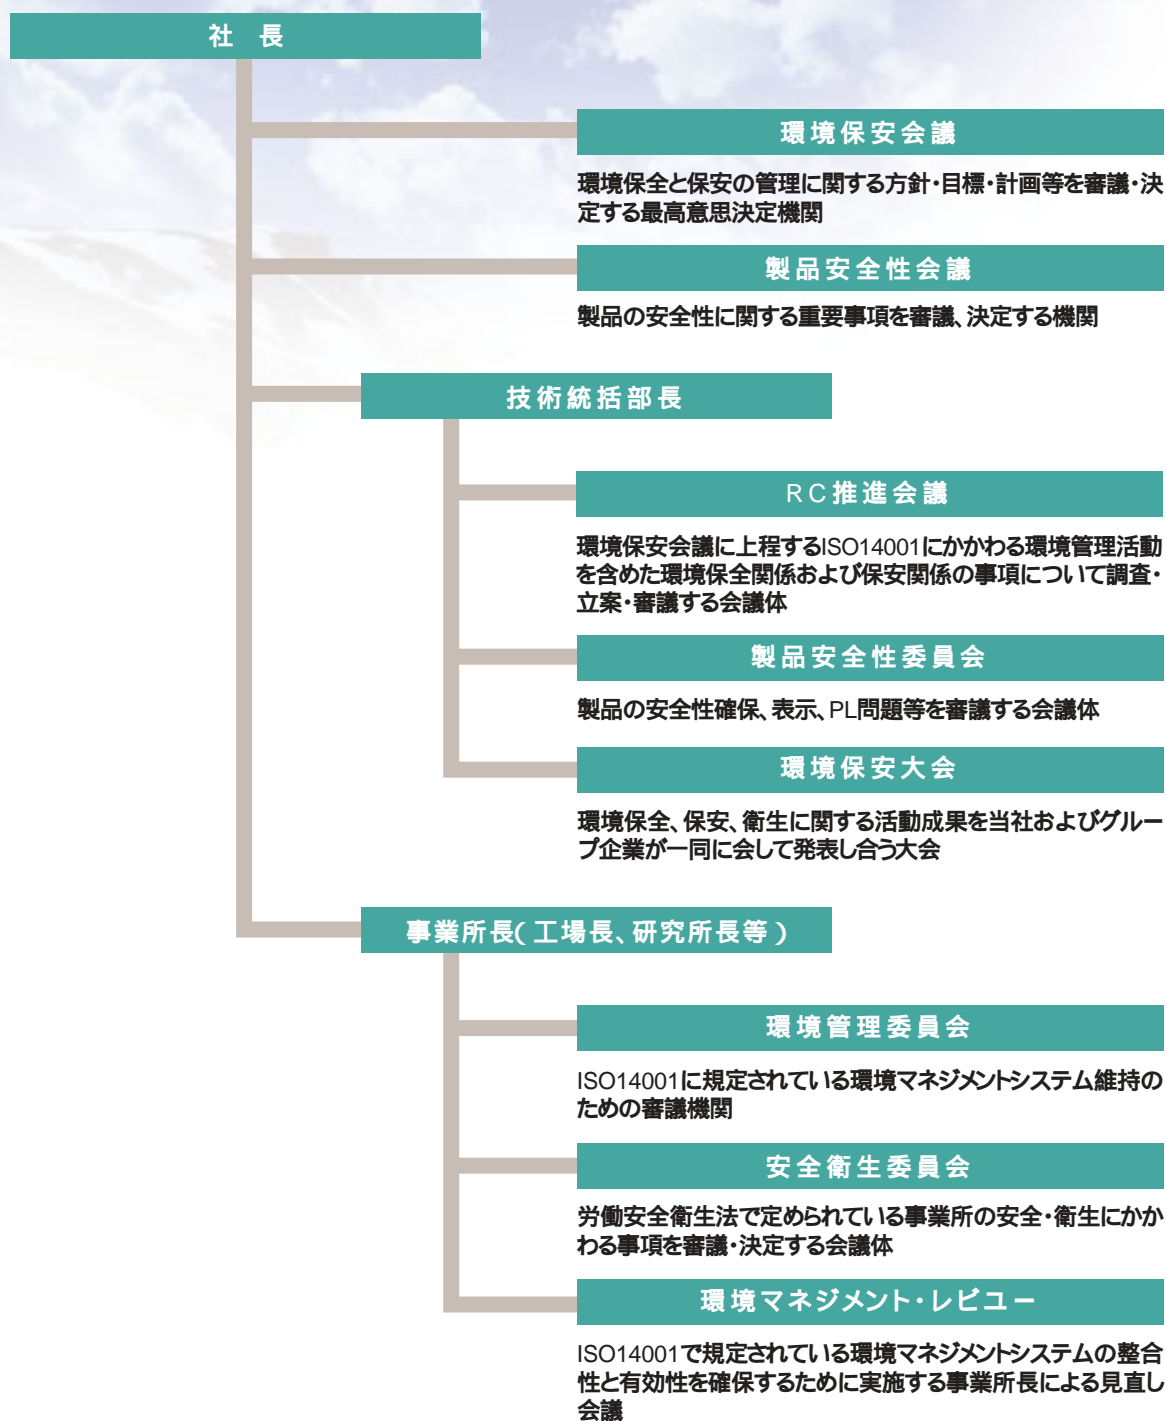 社 長
環境保安会議
環境保全と保安の管理に関する方針・目標・計画等を審議・決
定する最高意思決定機関
製品安全性会議
製品の安全性に関する重要事項を審議、決定する機関
技術統括部長
RC推進会議
環境保安会議に上程するISO14001にかかわる環境管理活動
を含めた環境保全関係および保安関係の事項について調査・
立案・審議する会議体
製品安全性委員会
製品の安全性確保、表示、PL問題等を審議する会議体
環境保安大会
環境保全、保安、衛生に関する活動成果を当社およびグルー
プ企業が一同に会して発表し合う大会
事業所長(工場長、研究所長等)
環境管理委員会
ISO14001に規定されている環境マネジメントシステム維持の
ための審議機関
安全衛生委員会
労働安全衛生法で定められている事業所の安全・衛生にかか
わる事項を審議・決定する会議体
環境マネジメント・レビュー
ISO14001で規定されている環境マネジメントシステムの整合
性と有効性を確保するために実施する事業所長による見直し
会議